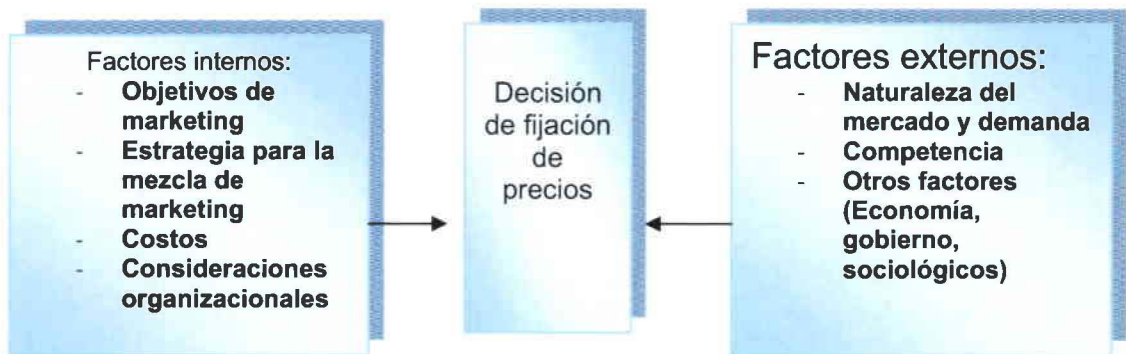 Factores internos:
- Objetivos de
marketing
- Estrategia para la
mezcla de
marketing
- Costos
- Consideraciones
organizacionales
Decisión
de fijación
de
precios
Factores externos:
- Naturaleza del
mercado y demanda
- Competencia
- Otros factores
(Economía,
gobierno,
sociológicos)